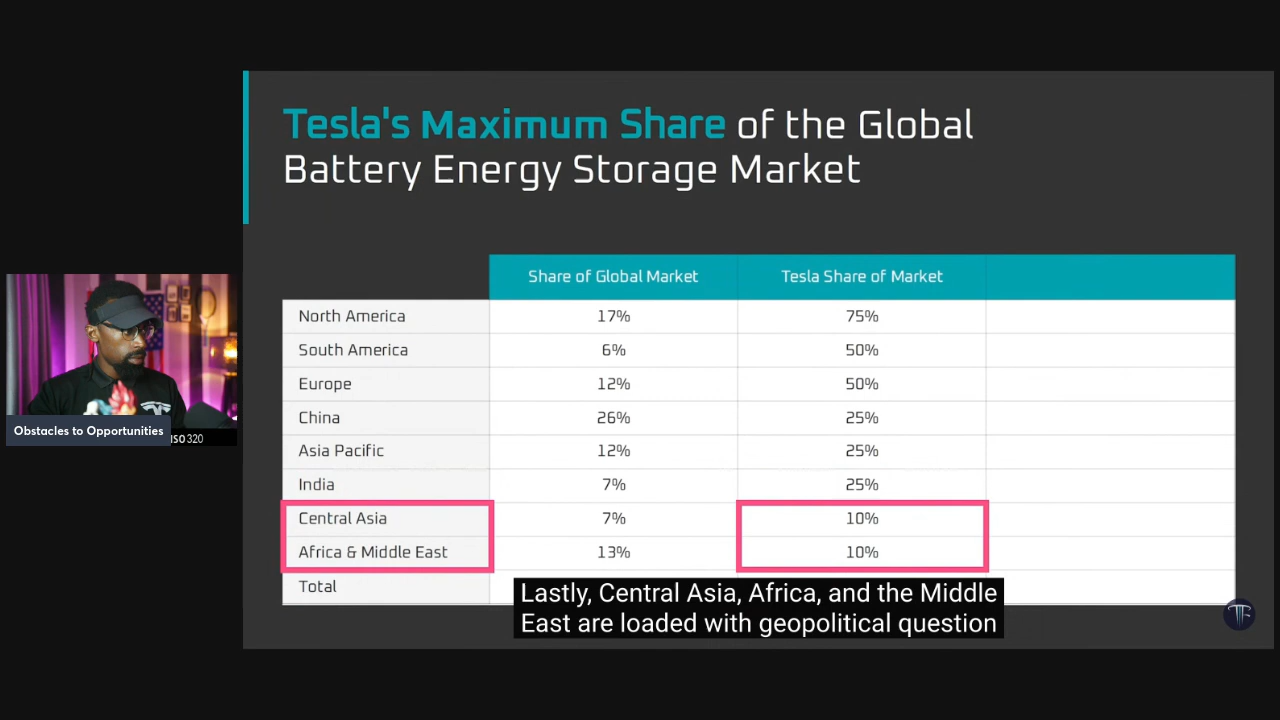 Tesla's Maximum Share of the Global
Battery Energy Storage Market
Share of Global Market Tesla Share of Market
North America 17% 75%
South America 6% 50%
Europe 12% 50%
China 26% 25%
Asia Pacific 12% 25%
India 7% 25%
Central Asia 7% 10%
Africa & Middle East 13% 10%
Total
Lastly, Central Asia, Africa, and the Middle
East are loaded with geopolitical question
Obstacles to Opportunities
ISO 320